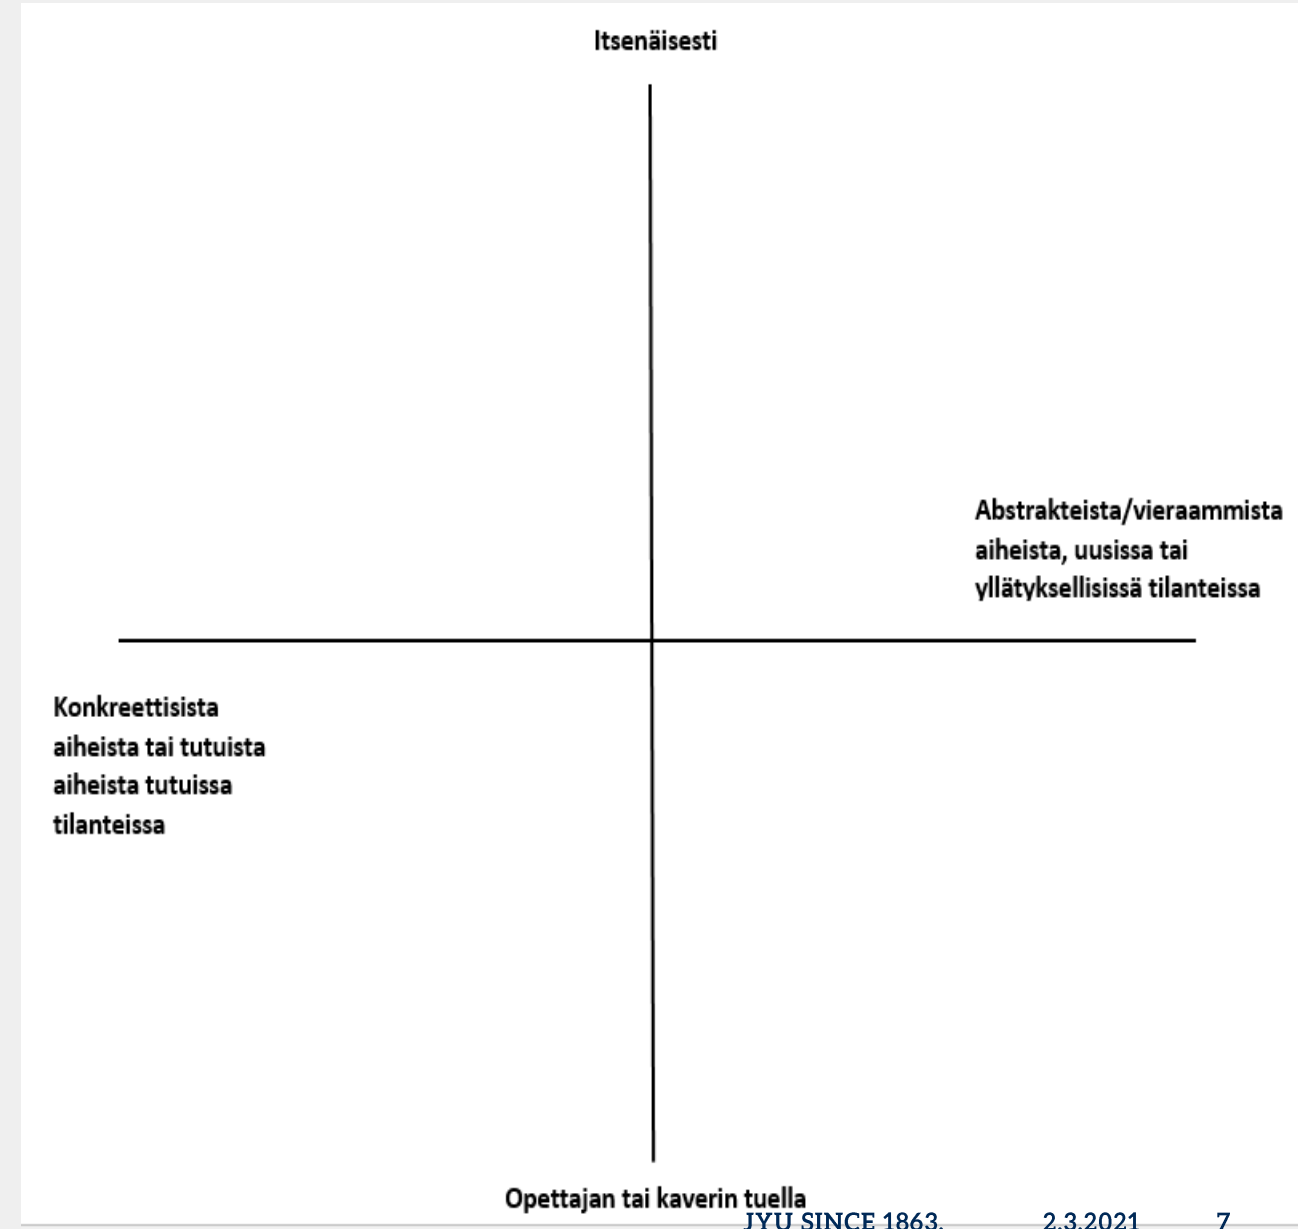 Itsenäisesti
Abstrakteista/vieraammista
aiheista, uusissa tai
yllätyksellisissä tilanteissa
Konkreettisista
aiheista tai tutuista
aiheista tutuissa
tilanteissa
Opettajan tai kaverin tuella
JYU SINCE 1863. 2.3.2021 7